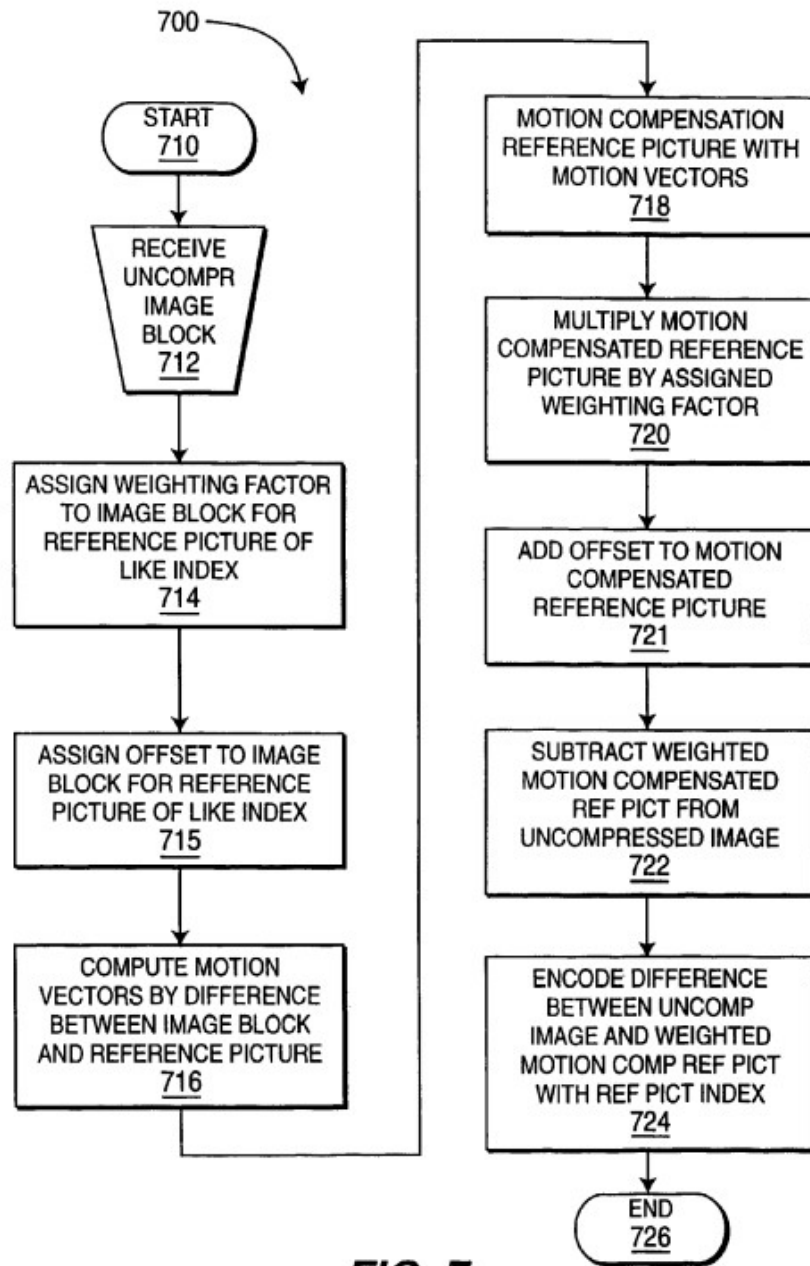 700
START
710
RECEIVE
UNCOMPR
IMAGE
BLOCK
712
ASSIGN WEIGHTING FACTOR
TO IMAGE BLOCK FOR
REFERENCE PICTURE OF
LIKE INDEX
714
ASSIGN OFFSET TO IMAGE
BLOCK FOR REFERENCE
PICTURE OF LIKE INDEX
715
COMPUTE MOTION
VECTORS BY DIFFERENCE
BETWEEN IMAGE BLOCK
AND REFERENCE PICTURE
716
MOTION COMPENSATION
REFERENCE PICTURE WITH
MOTION VECTORS
718
MULTIPLY MOTION
COMPENSATED REFERENCE
PICTURE BY ASSIGNED
WEIGHTING FACTOR
720
ADD OFFSET TO MOTION
COMPENSATED
REFERENCE PICTURE
721
SUBTRACT WEIGHTED
MOTION COMPENSATED
REF PICT FROM
UNCOMPRESSED IMAGE
722
ENCODE DIFFERENCE
BETWEEN UNCOMP
IMAGE AND WEIGHTED
MOTION COMP REF PICT
WITH REF PICT INDEX
724
END
726